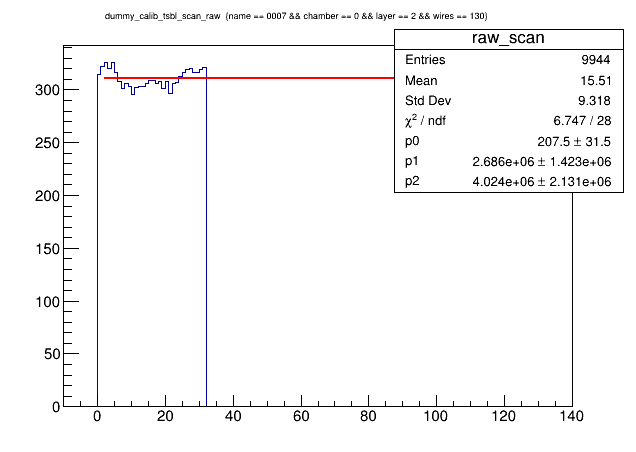 dummy_calib_tsbl_scan_raw (name == 0007 && chamber == 0 && layer == 2 && wires == 130)
raw_scan
Entries 9944
Mean 15.51
Std Dev 9.318
χ² / ndf 6.747 / 28
p0 207.5 ± 31.5
p1 2.686e+06 ± 1.423e+06
p2 4.024e+06 ± 2.131e+06
300
250
200
150
100
50
0
0 20 40 60 80 100 120 140